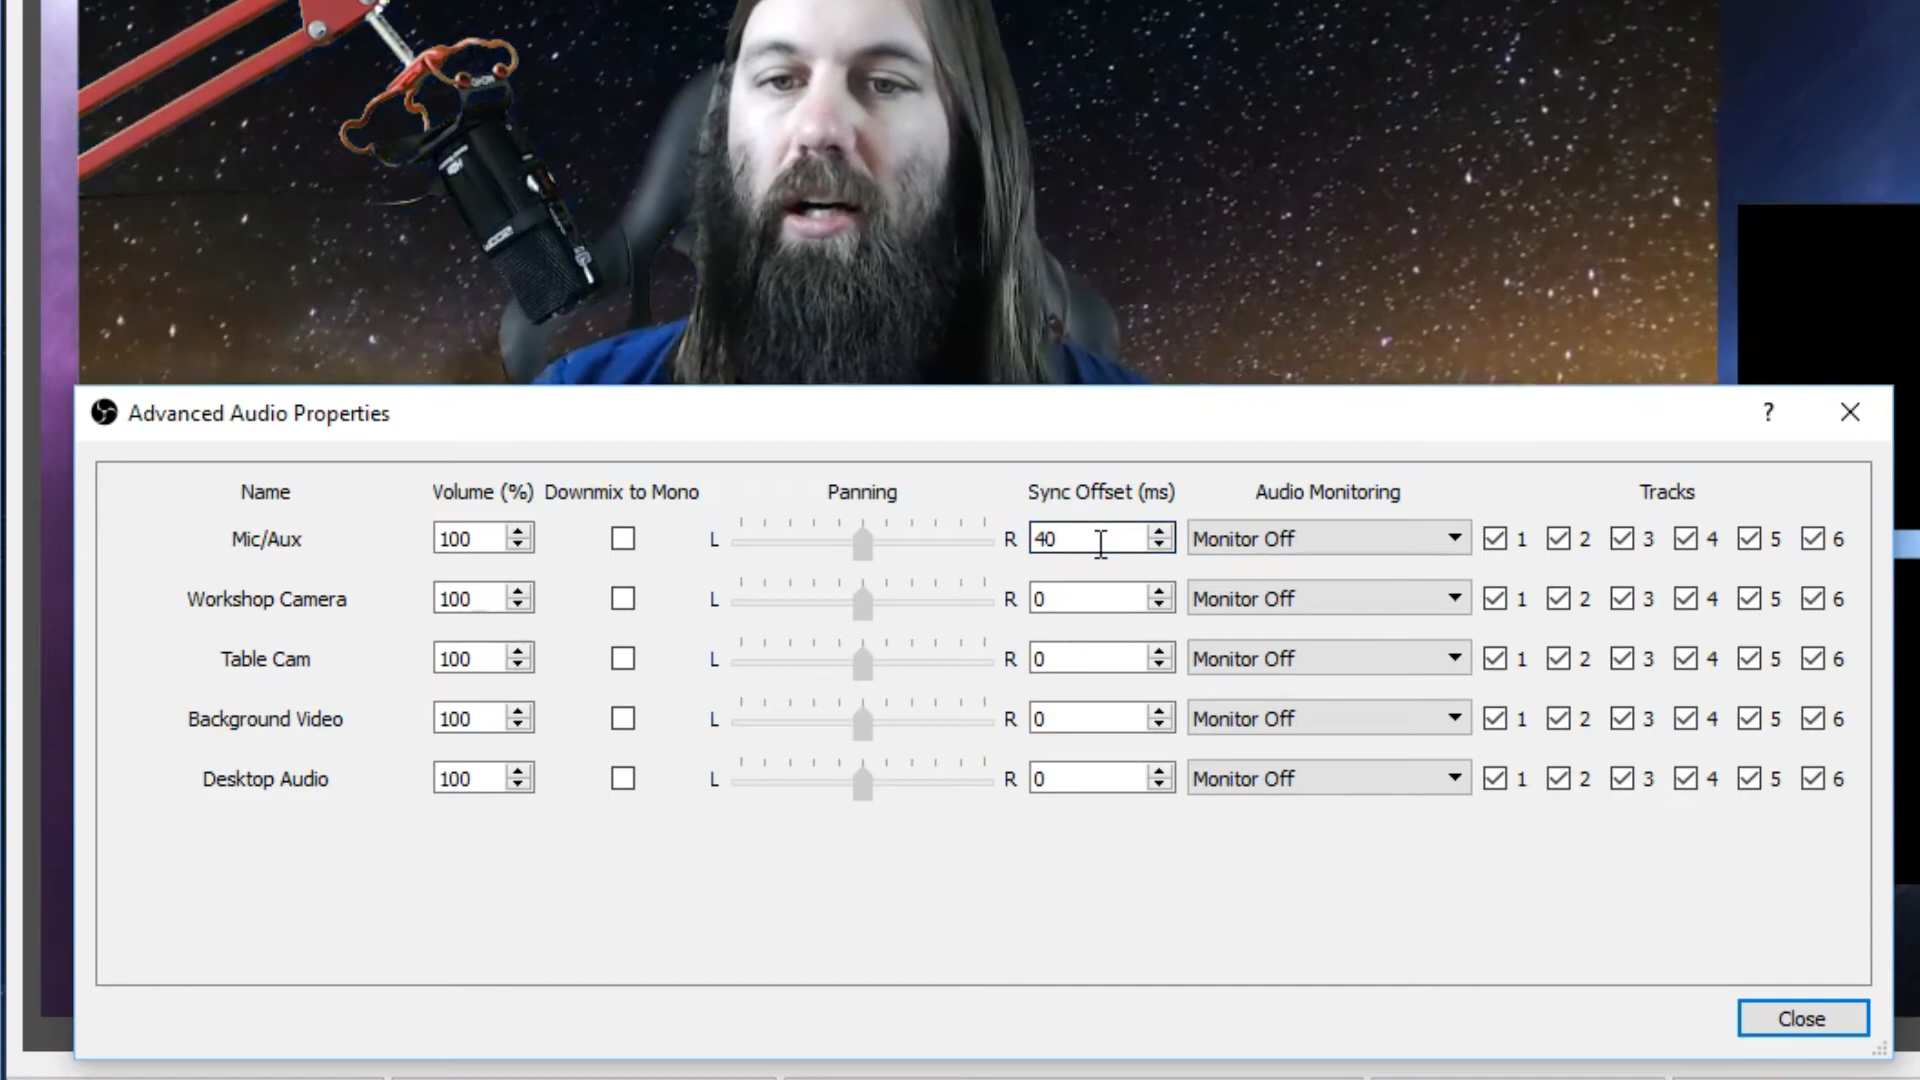 Advanced Audio Properties ?
Name Volume (%) Downmix to Mono Panning Sync Offset (ms) Audio Monitoring Tracks
Mic/Aux 100 L R 40 Monitor Off 1 2 3 4 5 6
Workshop Camera 100 L R 0 Monitor Off 1 2 3 4 5 6
Table Cam 100 L R 0 Monitor Off 1 2 3 4 5 6
Background Video 100 L R 0 Monitor Off 1 2 3 4 5 6
Desktop Audio 100 L R 0 Monitor Off 1 2 3 4 5 6
Close